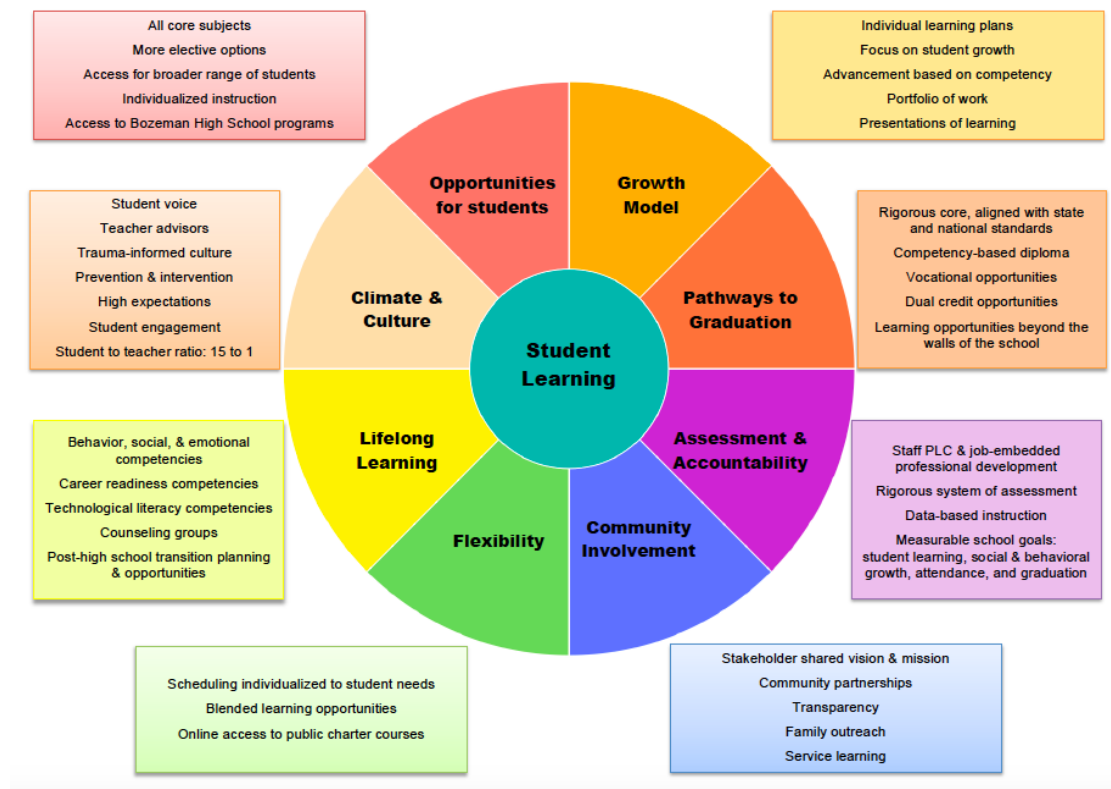 All core subjects
More elective options
Access for broader range of students
Individualized instruction
Access to Bozeman High School programs
Individual learning plans
Focus on student growth
Advancement based on competency
Portfolio of work
Presentations of learning
Opportunities
for students
Growth
Model
Student voice
Teacher advisors
Trauma-informed culture
Prevention & intervention
High expectations
Student engagement
Student to teacher ratio: 15 to 1
Climate &
Culture
Pathways to
Graduation
Rigorous core, aligned with state
and national standards
Competency-based diploma
Vocational opportunities
Dual credit opportunities
Learning opportunities beyond the
walls of the school
Student
Learning
Behavior, social, & emotional
competencies
Career readiness competencies
Technological literacy competencies
Counseling groups
Post-high school transition planning
& opportunities
Lifelong
Learning
Assessment &
Accountability
Staff PLC & job-embedded
professional development
Rigorous system of assessment
Data-based instruction
Measurable school goals:
student learning, social & behavioral
growth, attendance, and graduation
Flexibility
Community
Involvement
Scheduling individualized to student needs
Blended learning opportunities
Online access to public charter courses
Stakeholder shared vision & mission
Community partnerships
Transparency
Family outreach
Service learning